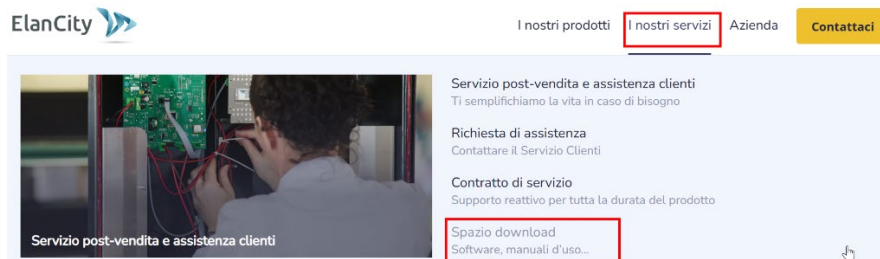 ElanCity
I nostri prodotti I nostri servizi Azienda Contattaci
Servizio post-vendita e assistenza clienti
Ti semplifichiamo la vita in caso di bisogno
Richiesta di assistenza
Contattare il Servizio Clienti
Contratto di servizio
Supporto reattivo per tutta la durata del prodotto
Spazio download
Software, manuali d'uso...
Servizio post-vendita e assistenza clienti